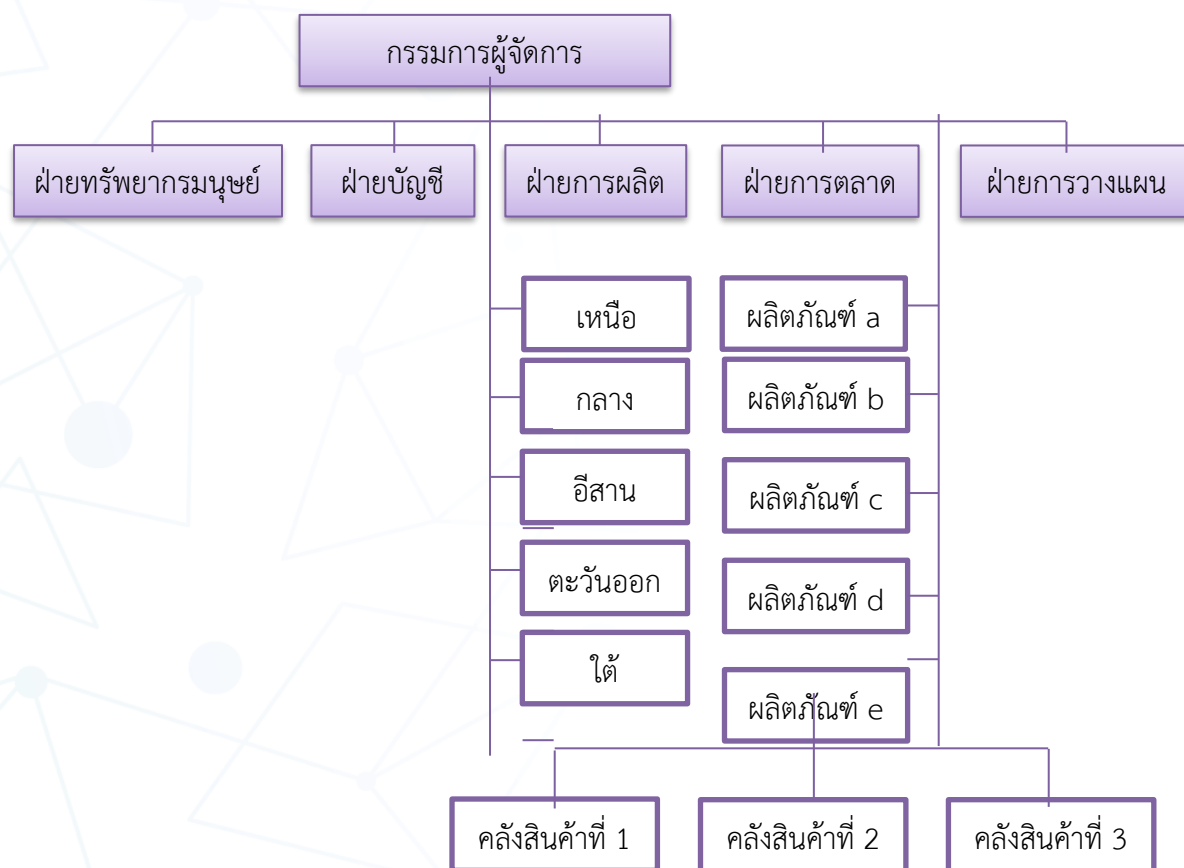 กรรมการผู้จัดการ
ฝ่ายทรัพยากรมนุษย์
ฝ่ายบัญชี
ฝ่ายการผลิต
ฝ่ายการตลาด
ฝ่ายการวางแผน
เหนือ
ผลิตภัณฑ์ a
กลาง
ผลิตภัณฑ์ b
อีสาน
ผลิตภัณฑ์ c
ตะวันออก
ผลิตภัณฑ์ d
ใต้
ผลิตภัณฑ์ e
คลังสินค้าที่ 1
คลังสินค้าที่ 2
คลังสินค้าที่ 3